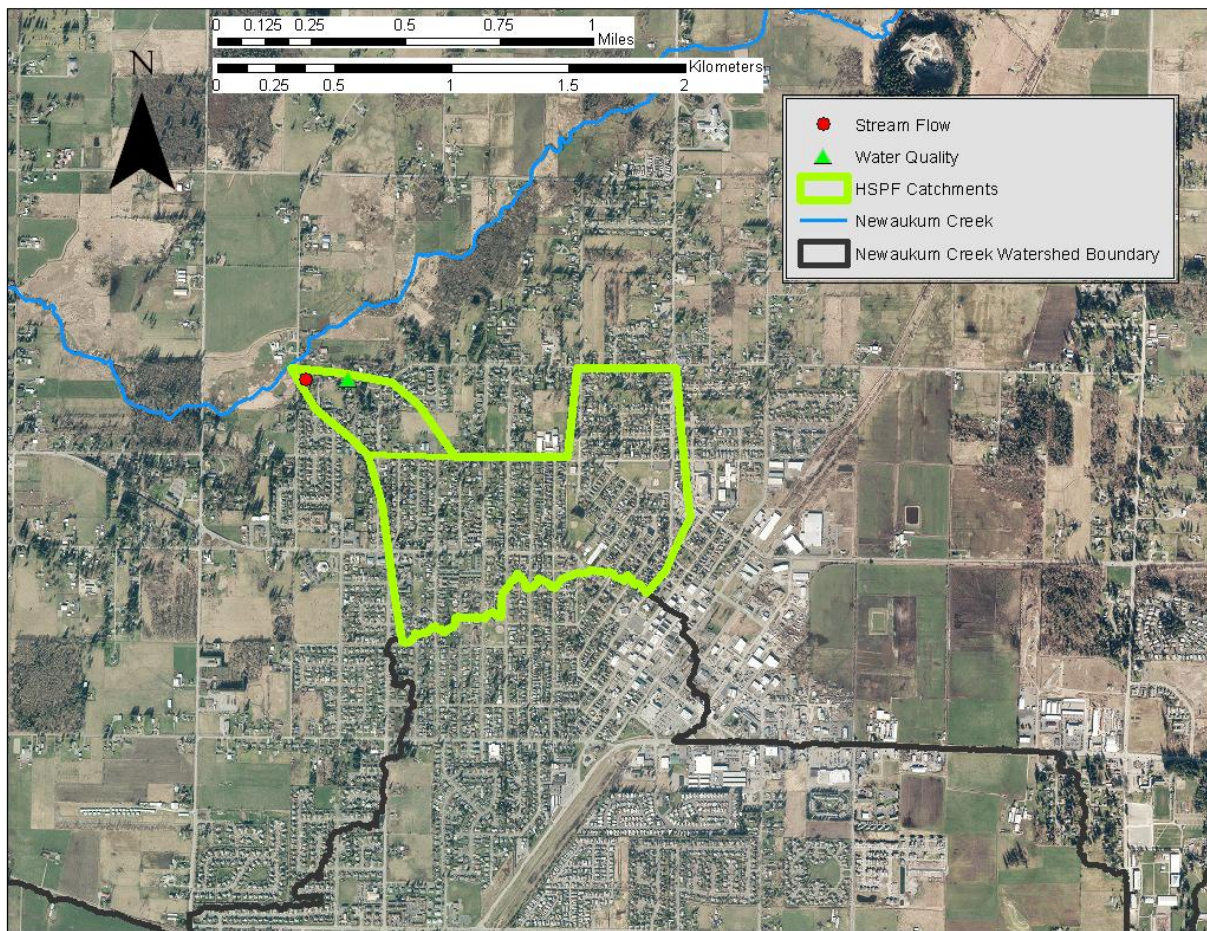 0 0.125 0.25 0.5 0.75 1
Miles
Kilometers
0 0.25 0.5 1 1.5 2
N
Stream Flow
Water Quality
HSPF Catchments
Newaukum Creek
Newaukum Creek Watershed Boundary